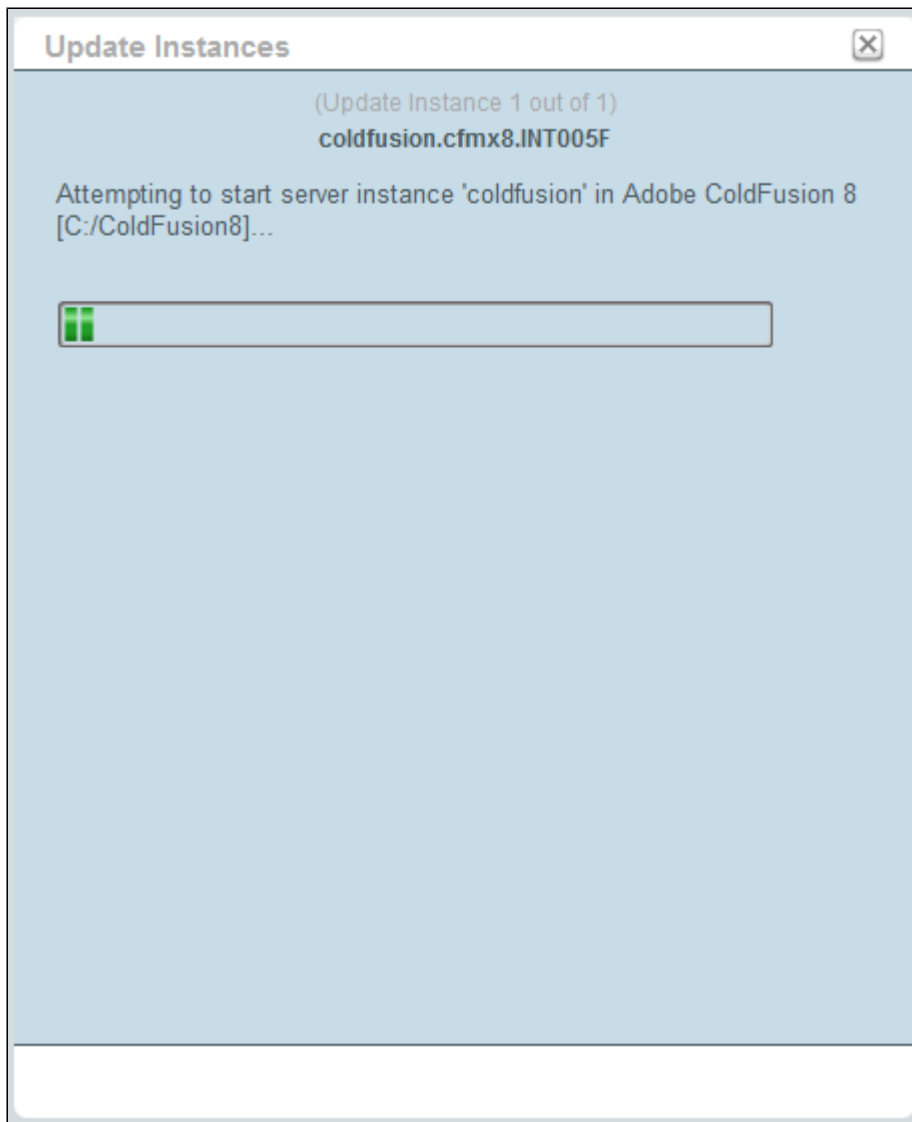 Update Instances
(Update Instance 1 out of 1)
coldfusion.cfmx8.INT005F
Attempting to start server instance 'coldfusion' in Adobe ColdFusion 8
[C:/ColdFusion8]...